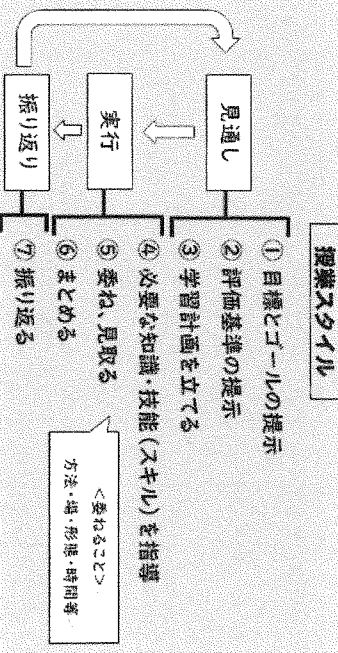 授業スタイル
見通し
① 目標とゴールの提示
② 評価基準の提示
③ 学習計画を立てる
実行
④ 必要な知識・技能(スキル)を指導
⑤ 委ね、見取る
⑥ まとめる
<委ねること>
方法・場・形態・時間等
振り返り
⑦ 振り返る